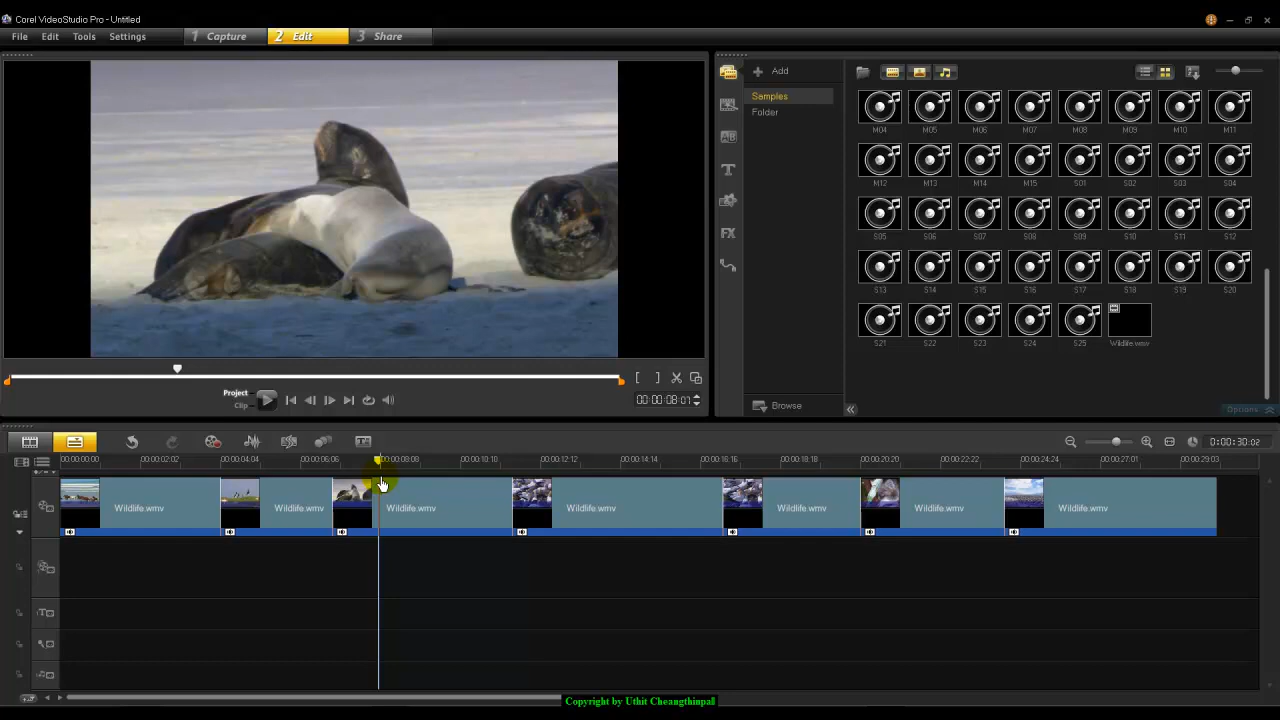 Corel VideoStudio Pro - Untitled
File Edit Tools Settings 1 Capture 2 Edit 3 Share
Add
Samples
Folder
M04 M05 M06 M07 M08 M09 M10 M11
M12 M13 M14 M15 S01 S02 S03 S04
S05 S06 S07 S08 S09 S10 S11 S12
S13 S14 S15 S16 S17 S18 S19 S20
S21 S22 S23 S24 S25 Wildlife.wmv
Project
Clip
[ ] 00:00:08:07
Browse
Options
0:00:30:02
00:00:00:00 00:00:02:02 00:00:04:04 00:00:06:06 00:00:08:08 00:00:10:10 00:00:12:12 00:00:14:14 00:00:16:16 00:00:18:18 00:00:20:20 00:00:22:22 00:00:24:24 00:00:27:01 00:00:29:03
Wildlife.wmv Wildlife.wmv Wildlife.wmv Wildlife.wmv Wildlife.wmv Wildlife.wmv Wildlife.wmv
Copyright by Uthit Cheangthinpall